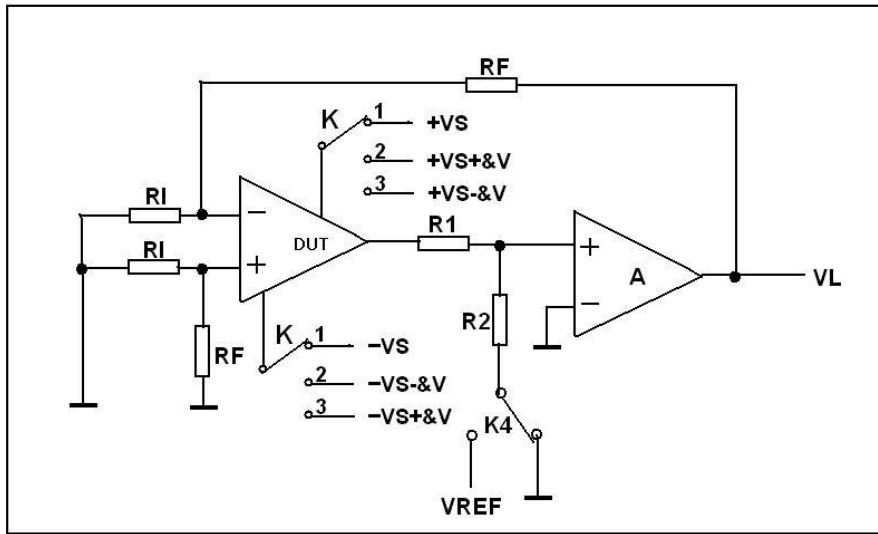 RF
K
1
+VS
2
+VS+&V
3
+VS-&V
RI
−
DUT
RI
+
R1
+
A
−
VL
R2
RF
K
1
−VS
2
−VS-&V
3
−VS+&V
K4
VREF